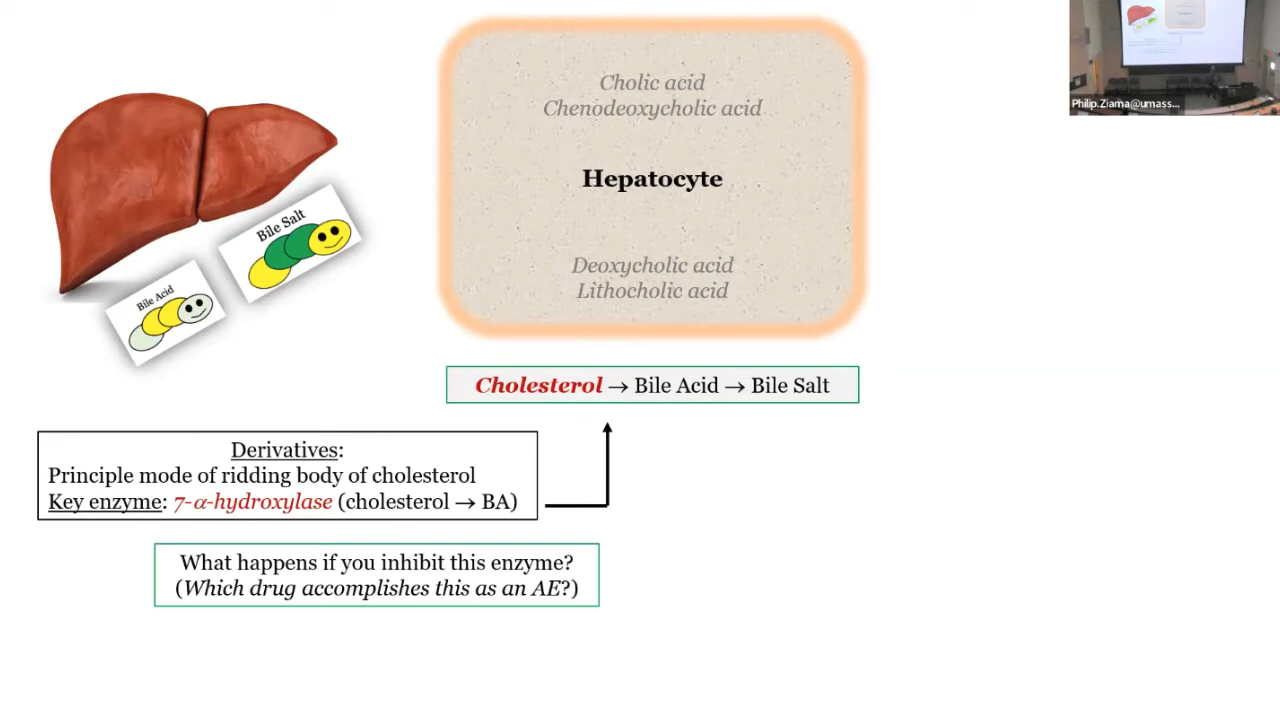 Cholic acid
Chenodeoxycholic acid
Hepatocyte
Deoxycholic acid
Lithocholic acid
Bile Salt
Bile Acid
Cholesterol → Bile Acid → Bile Salt
Derivatives:
Principle mode of ridding body of cholesterol
Key enzyme: 7-α-hydroxylase (cholesterol → BA)
What happens if you inhibit this enzyme?
(Which drug accomplishes this as an AE?)
Philip.Ziama@umass...